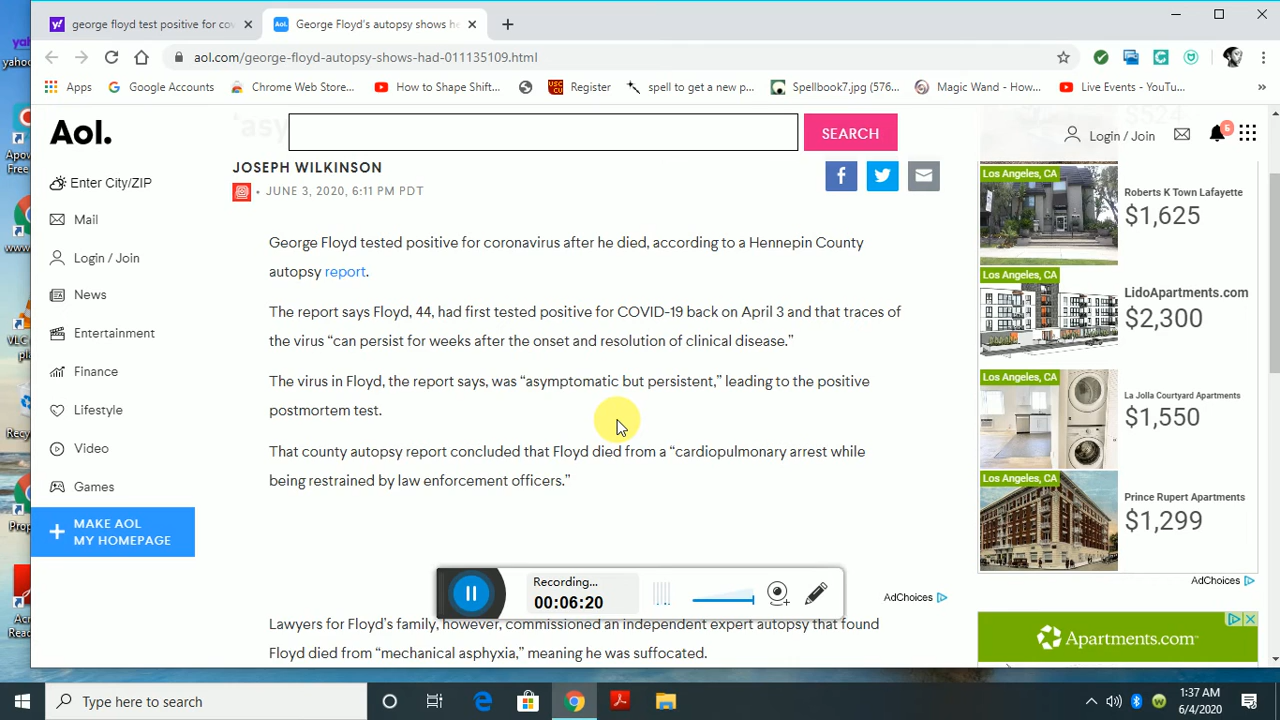 george floyd test positive for cov
George Floyd's autopsy shows he
aol.com/george-floyd-autopsy-shows-had-011135109.html
Apps
Google Accounts
Chrome Web Store...
How to Shape Shift...
Register
spell to get a new p...
Spellbook7.jpg (576...
Magic Wand - How...
Live Events - YouTu...
»
Aol.
SEARCH
Login / Join
6
JOSEPH WILKINSON
• JUNE 3, 2020, 6:11 PM PDT
Enter City/ZIP
Mail
Login / Join
News
Entertainment
Finance
Lifestyle
Video
Games
MAKE AOL
MY HOMEPAGE
George Floyd tested positive for coronavirus after he died, according to a Hennepin County
autopsy report.
The report says Floyd, 44, had first tested positive for COVID-19 back on April 3 and that traces of
the virus “can persist for weeks after the onset and resolution of clinical disease.”
The virus in Floyd, the report says, was “asymptomatic but persistent,” leading to the positive
postmortem test.
That county autopsy report concluded that Floyd died from a “cardiopulmonary arrest while
being restrained by law enforcement officers.”
Recording...
00:06:20
AdChoices
Lawyers for Floyd's family, however, commissioned an independent expert autopsy that found
Floyd died from “mechanical asphyxia,” meaning he was suffocated.
Los Angeles, CA
Roberts K Town Lafayette
$1,625
Los Angeles, CA
LidoApartments.com
$2,300
Los Angeles, CA
La Jolla Courtyard Apartments
$1,550
Los Angeles, CA
Prince Rupert Apartments
$1,299
AdChoices
Apartments.com
Type here to search
1:37 AM
6/4/2020